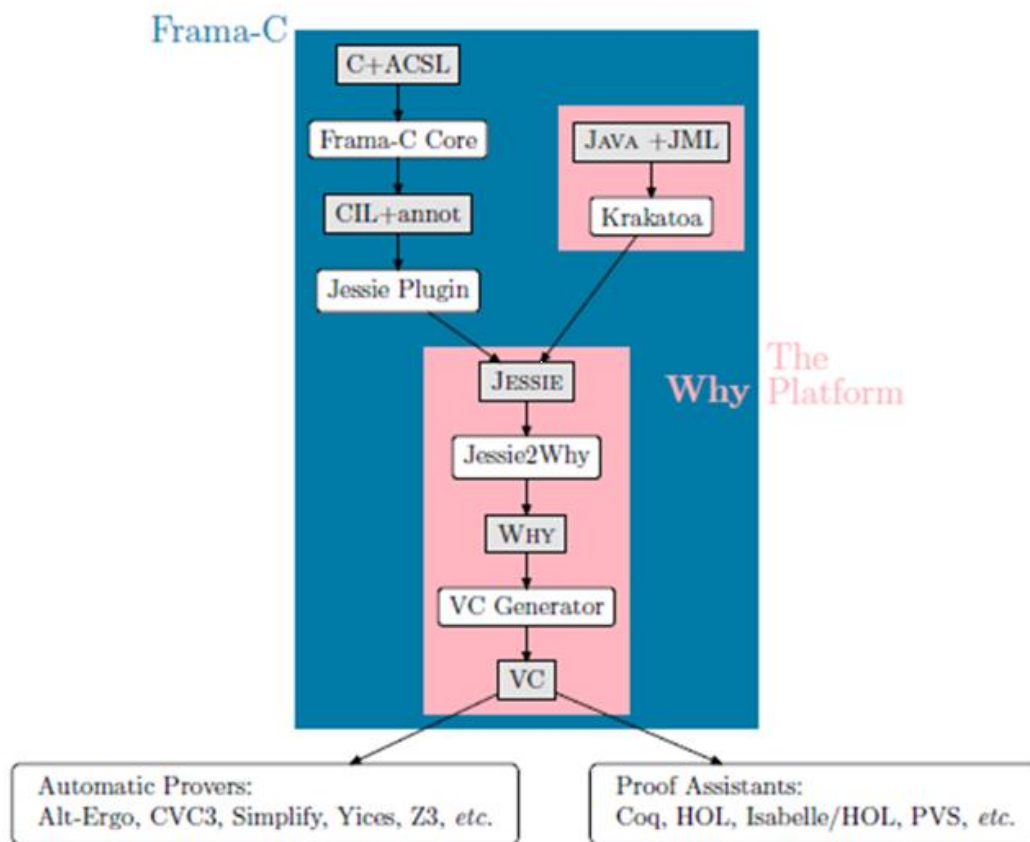 Frama-C
C+ACSL
Frama-C Core
JAVA +JML
CIL+annot
Krakatoa
Jessie Plugin
JESSIE
Why
The
Platform
Jessie2Why
WHY
VC Generator
VC
Automatic Provers:
Alt-Ergo, CVC3, Simplify, Yices, Z3, etc.
Proof Assistants:
Coq, HOL, Isabelle/HOL, PVS, etc.